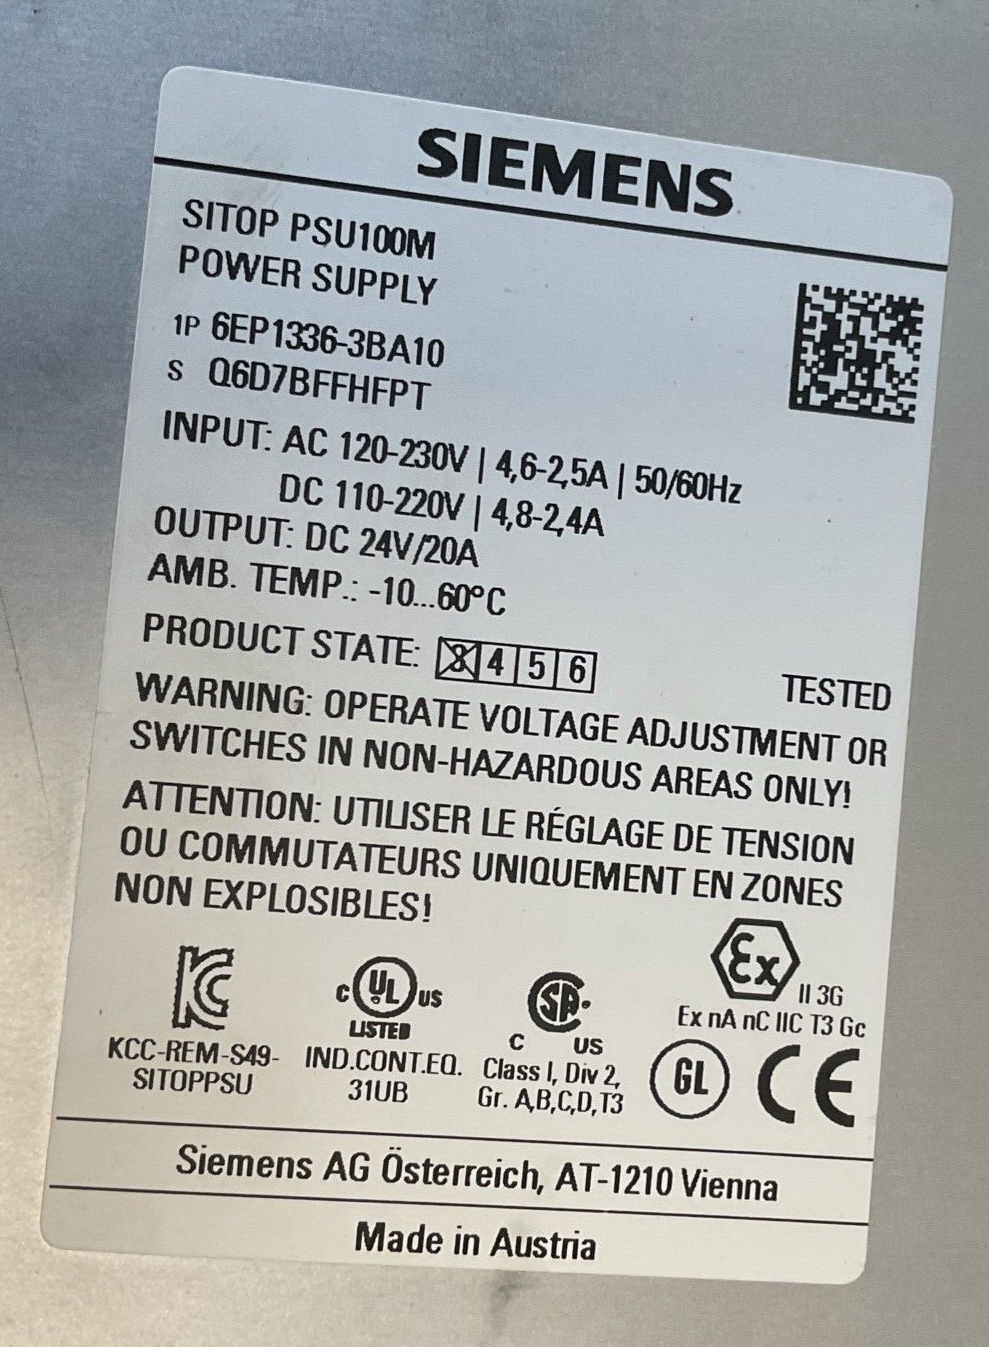 SIEMENS
SITOP PSU100M
POWER SUPPLY
1P 6EP1336-3BA10
S Q6D7BFFHFPT
INPUT: AC 120-230V | 4,6-2,5A | 50/60Hz
DC 110-220V | 4,8-2,4A
OUTPUT: DC 24V/20A
AMB. TEMP.: -10...60°C
PRODUCT STATE: 3 4 5 6
TESTED
WARNING: OPERATE VOLTAGE ADJUSTMENT OR
SWITCHES IN NON-HAZARDOUS AREAS ONLY!
ATTENTION: UTILISER LE RÉGLAGE DE TENSION
OU COMMUTATEURS UNIQUEMENT EN ZONES
NON EXPLOSIBLES!
KC
KCC-REM-S49-
SITOPPSU
C UL US
LISTED
IND.CONT.EQ.
31UB
SA
C US
Class I, Div 2,
Gr. A,B,C,D,T3
Ex II 3G
Ex nA nC IIC T3 Gc
GL CE
Siemens AG Österreich, AT-1210 Vienna
Made in Austria